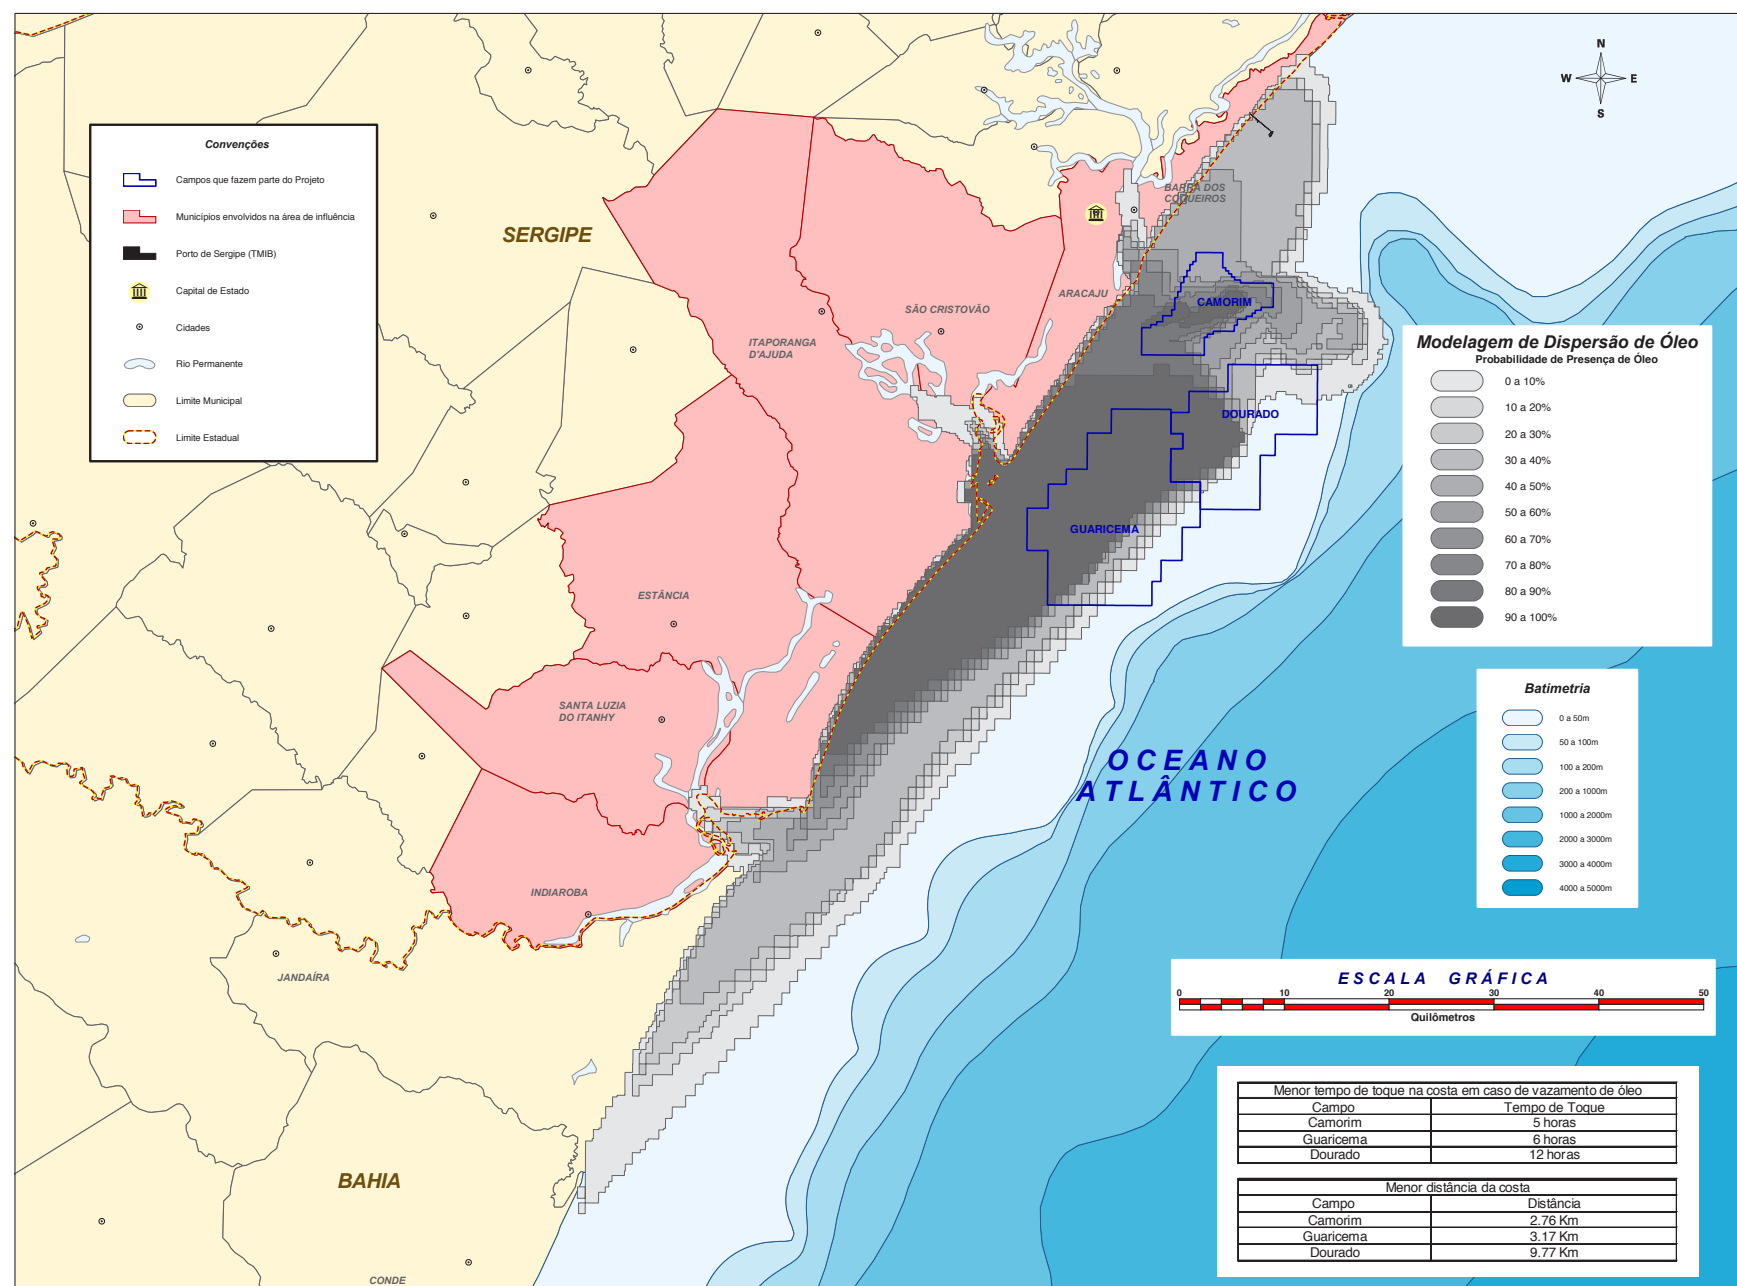 N
W E
S
Convenções
Campos que fazem parte do Projeto
Municípios envolvidos na área de influência
Porto de Sergipe (TMIB)
Capital de Estado
Cidades
Rio Permanente
Limite Municipal
Limite Estadual
SERGIPE
BARRA DOS
COQUEIROS
ARACAJU
SÃO CRISTOVÃO
ITAPORANGA
D'AJUDA
CAMORIM
DOURADO
GUARICEMA
ESTÂNCIA
SANTA LUZIA
DO ITANHY
INDIAROBA
JANDAÍRA
BAHIA
CONDE
OCEANO
ATLÂNTICO
Modelagem de Dispersão de Óleo
Probabilidade de Presença de Óleo
0 a 10%
10 a 20%
20 a 30%
30 a 40%
40 a 50%
50 a 60%
60 a 70%
70 a 80%
80 a 90%
90 a 100%
Batimetria
0 a 50m
50 a 100m
100 a 200m
200 a 1000m
1000 a 2000m
2000 a 3000m
3000 a 4000m
4000 a 5000m
ESCALA GRÁFICA
0 10 20 30 40 50
Quilômetros
Menor tempo de toque na costa em caso de vazamento de óleo
Campo Tempo de Toque
Camorim 5 horas
Guaricema 6 horas
Dourado 12 horas
Menor distância da costa
Campo Distância
Camorim 2.76 Km
Guaricema 3.17 Km
Dourado 9.77 Km